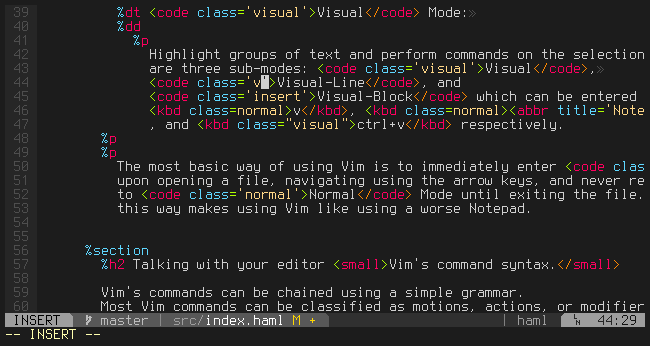 39 %dt <code class='visual'>Visual</code> Mode:»
40 %dd
41 %p
42 Highlight groups of text and perform commands on the selection
43 are three sub-modes: <code class='visual'>Visual</code>,»
44 <code class='v'>Visual-Line</code>, and
45 <code class='insert'>Visual-Block</code> which can be entered
46 <kbd class=normal>v</kbd>, <kbd class=normal><abbr title='Note
47 , and <kbd class="visual">ctrl+v</kbd> respectively.
48 %p
49 %p
50 The most basic way of using Vim is to immediately enter <code clas
51 upon opening a file, navigating using the arrow keys, and never re
52 to <code class='normal'>Normal</code> Mode until exiting the file.
53 this way makes using Vim like using a worse Notepad.
54
55
56 %section
57 %h2 Talking with your editor <small>Vim's command syntax.</small>
58
59 Vim's commands can be chained using a simple grammar.
60 Most Vim commands can be classified as motions, actions, or modifier
INSERT master | src/index.haml M + | haml 44:29
-- INSERT --